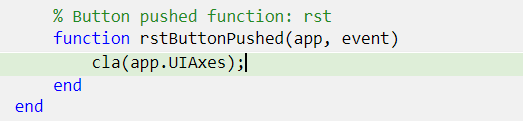 % Button pushed function: rst
function rstButtonPushed(app, event)
cla(app.UIAxes);
end
end